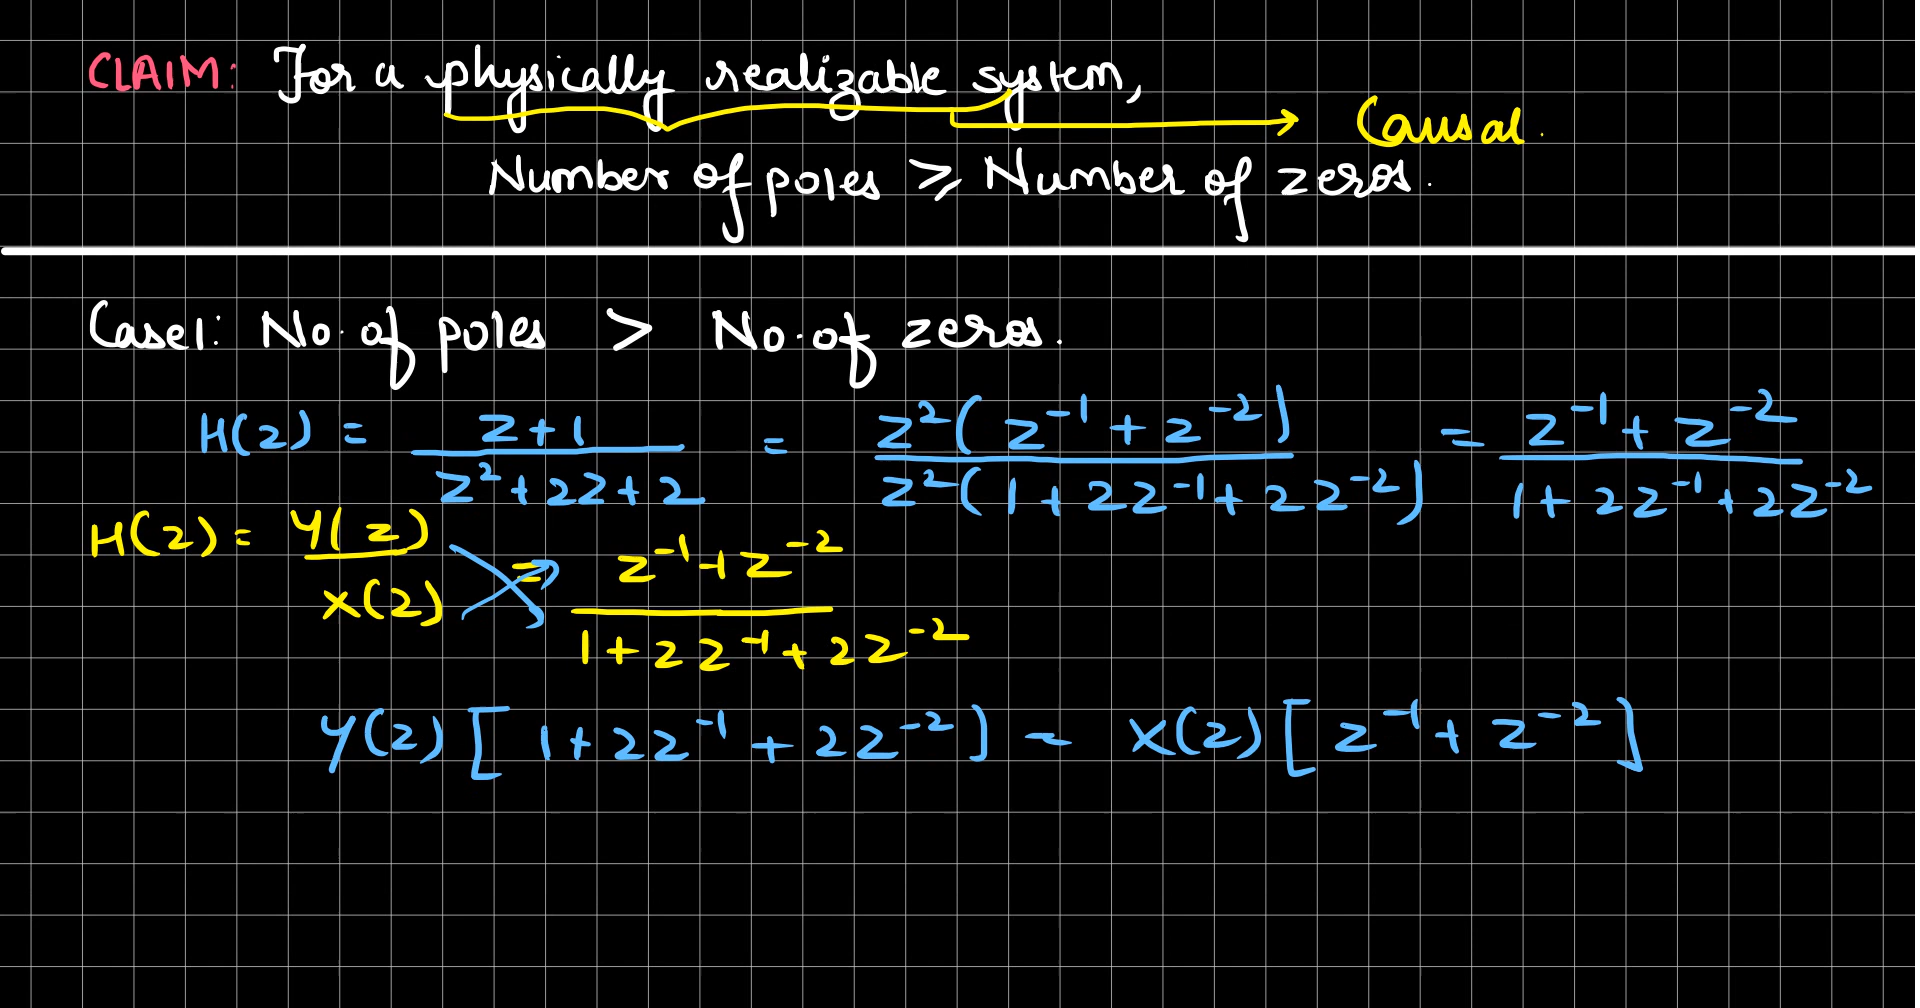 CLAIM: For a physically realizable system,
Causal.
Number of poles ≥ Number of zeros.
Case1: No. of poles > No. of zeros.
H(z) = (z+1)/(z²+2z+2) = z²(z⁻¹+z⁻²)/z²(1+2z⁻¹+2z⁻²) = (z⁻¹+z⁻²)/(1+2z⁻¹+2z⁻²)
H(z) = Y(z)/X(z) = (z⁻¹+z⁻²)/(1+2z⁻¹+2z⁻²)
Y(z)[1+2z⁻¹+2z⁻²] = X(z)[z⁻¹+z⁻²]